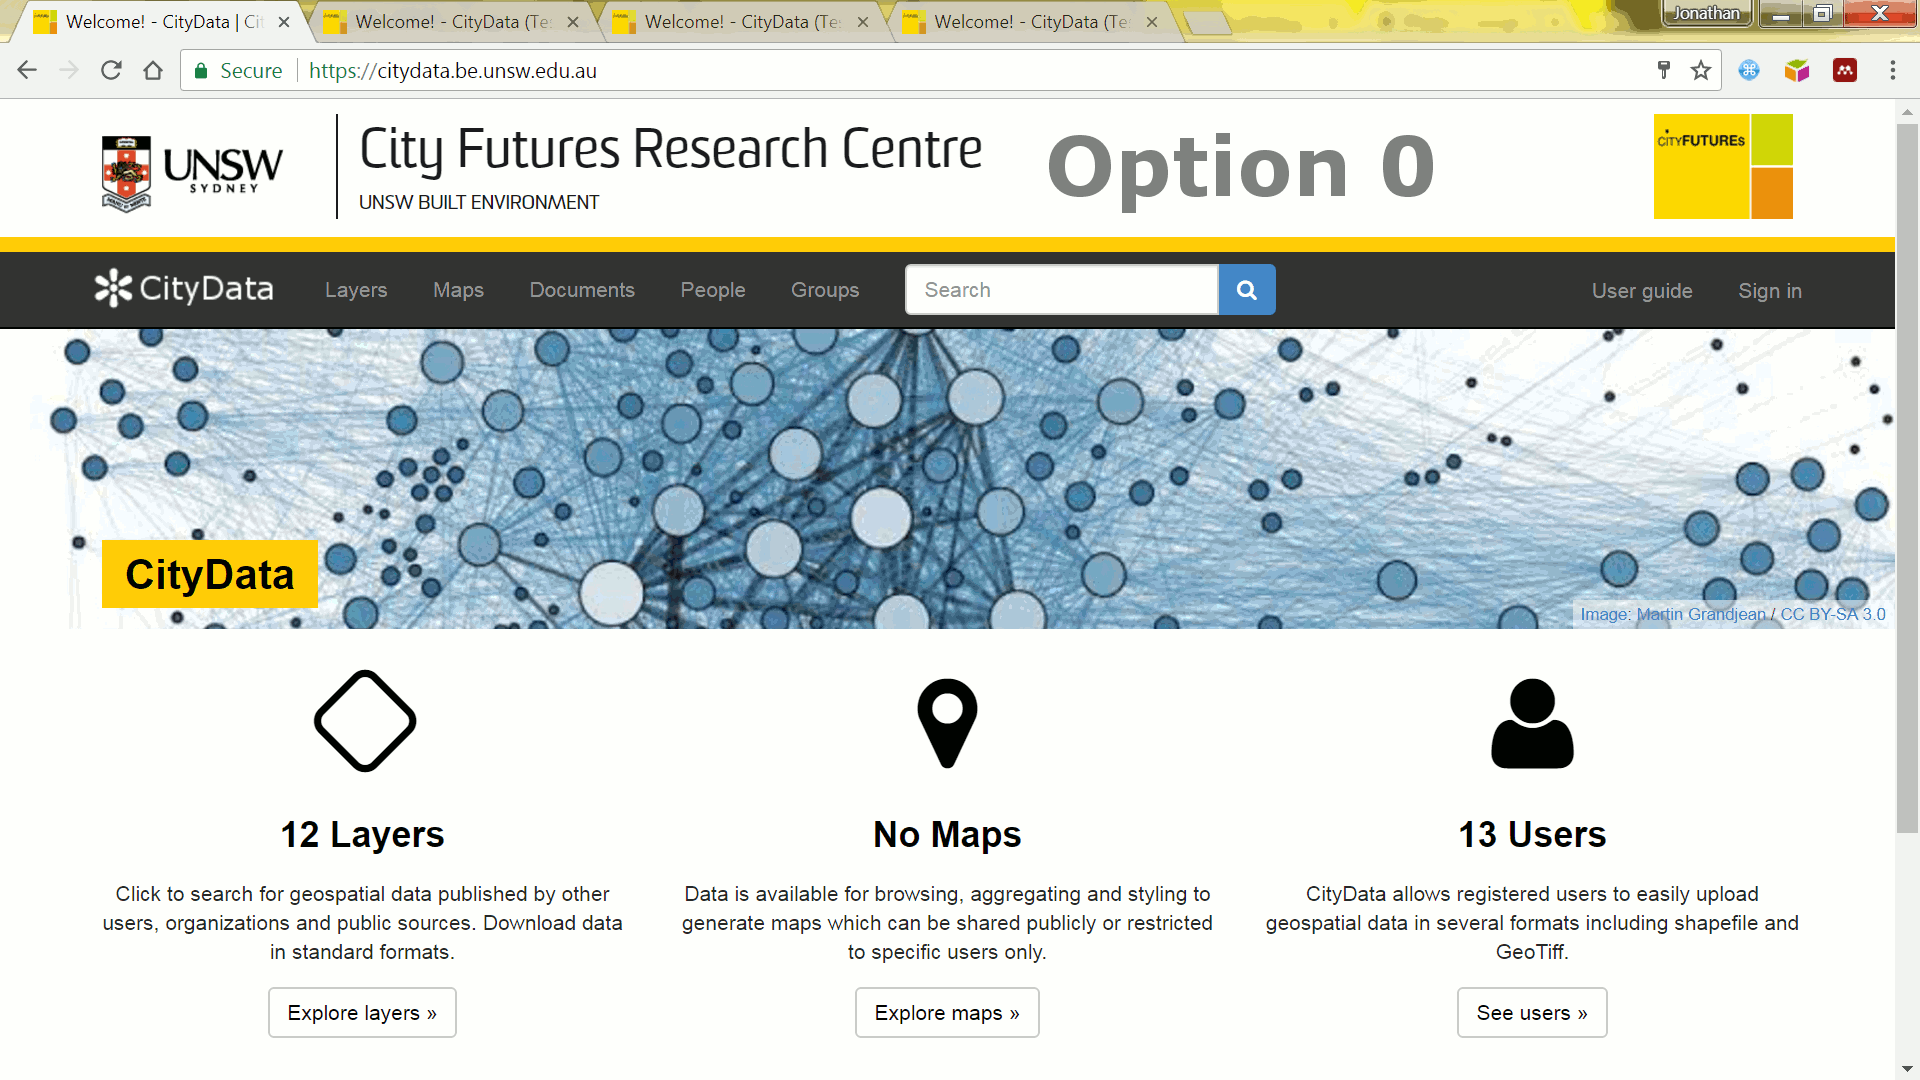 Welcome! - CityData | Cit
Welcome! - CityData (Tes
Welcome! - CityData (Tes
Welcome! - CityData (Tes
Jonathan
Secure
https://citydata.be.unsw.edu.au
UNSW
SYDNEY
City Futures Research Centre
UNSW BUILT ENVIRONMENT
Option 0
CITYFUTUREs
CityData
Layers
Maps
Documents
People
Groups
Search
User guide
Sign in
CityData
Image: Martin Grandjean / CC BY-SA 3.0
12 Layers
Click to search for geospatial data published by other
users, organizations and public sources. Download data
in standard formats.
Explore layers »
No Maps
Data is available for browsing, aggregating and styling to
generate maps which can be shared publicly or restricted
to specific users only.
Explore maps »
13 Users
CityData allows registered users to easily upload
geospatial data in several formats including shapefile and
GeoTiff.
See users »